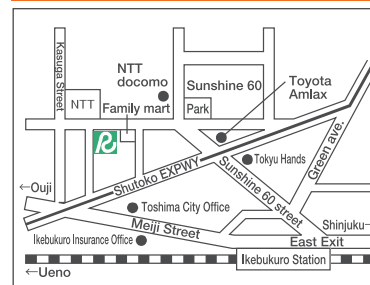 Kasuga Street
NTT
docomo
NTT
Family mart
Sunshine 60
Park
Toyota
Amlax
Green ave.
Tokyu Hands
Shutoko EXPWY
Sunshine 60 street
←Ouji
Toshima City Office
Meiji Street
Ikebukuro Insurance Office
Shinjuku
East Exit
Ikebukuro Station
←Ueno